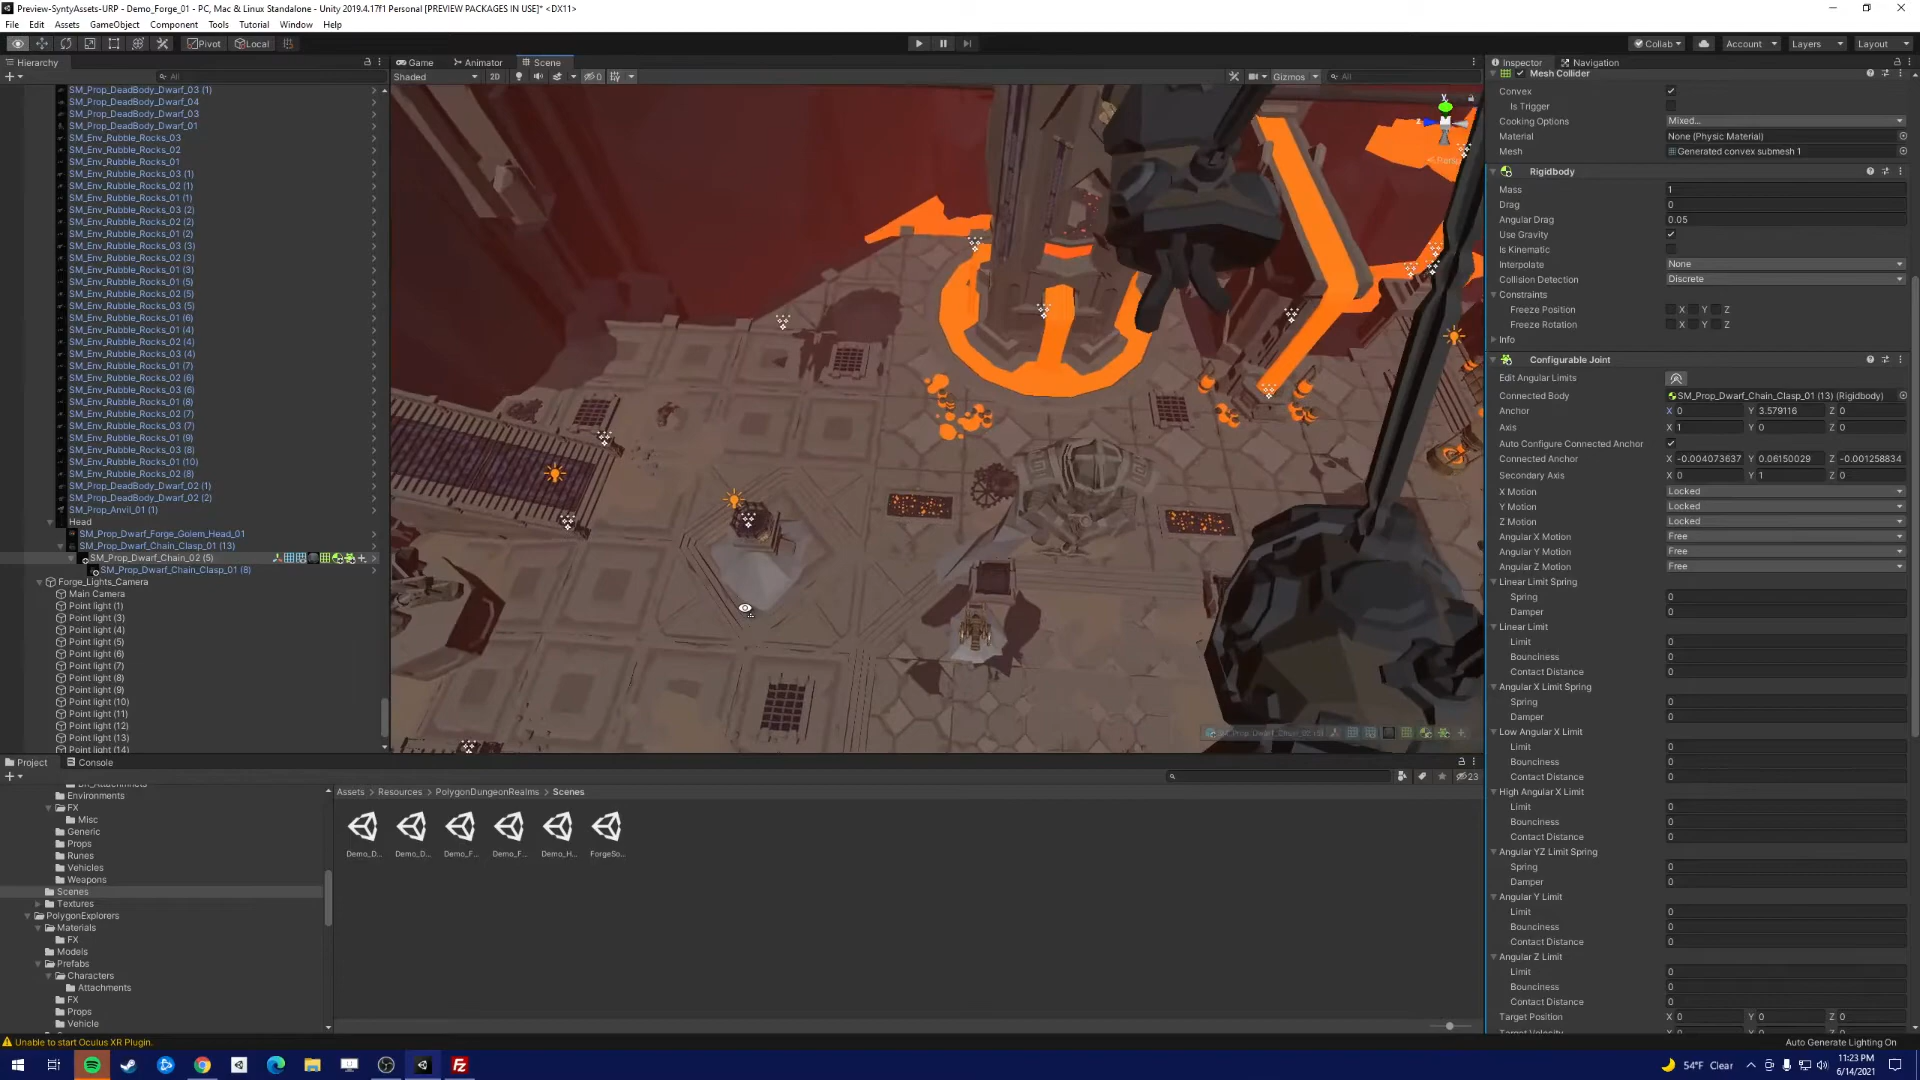 Preview-SyntyAssets-URP - Demo_Forge_01 - PC, Mac & Linux Standalone - Unity 2019.4.17f1 Personal [PREVIEW PACKAGES IN USE]* <DX11>
File Edit Assets GameObject Component Tools Tutorial Window Help
Pivot Local Collab Account Layers Layout
Hierarchy
All
Game Animator Scene
Shaded 2D 0 Gizmos All
SM_Prop_DeadBody_Dwarf_03 (1)
SM_Prop_DeadBody_Dwarf_04
SM_Prop_DeadBody_Dwarf_03
SM_Prop_DeadBody_Dwarf_01
SM_Env_Rubble_Rocks_03
SM_Env_Rubble_Rocks_02
SM_Env_Rubble_Rocks_01
SM_Env_Rubble_Rocks_03 (1)
SM_Env_Rubble_Rocks_02 (1)
SM_Env_Rubble_Rocks_01 (1)
SM_Env_Rubble_Rocks_03 (2)
SM_Env_Rubble_Rocks_02 (2)
SM_Env_Rubble_Rocks_01 (2)
SM_Env_Rubble_Rocks_03 (3)
SM_Env_Rubble_Rocks_02 (3)
SM_Env_Rubble_Rocks_01 (3)
SM_Env_Rubble_Rocks_01 (5)
SM_Env_Rubble_Rocks_02 (5)
SM_Env_Rubble_Rocks_03 (5)
SM_Env_Rubble_Rocks_01 (6)
SM_Env_Rubble_Rocks_01 (4)
SM_Env_Rubble_Rocks_02 (4)
SM_Env_Rubble_Rocks_03 (4)
SM_Env_Rubble_Rocks_01 (7)
SM_Env_Rubble_Rocks_02 (6)
SM_Env_Rubble_Rocks_03 (6)
SM_Env_Rubble_Rocks_01 (8)
SM_Env_Rubble_Rocks_02 (7)
SM_Env_Rubble_Rocks_03 (7)
SM_Env_Rubble_Rocks_01 (9)
SM_Env_Rubble_Rocks_03 (8)
SM_Env_Rubble_Rocks_01 (10)
SM_Env_Rubble_Rocks_02 (8)
SM_Prop_DeadBody_Dwarf_02 (1)
SM_Prop_DeadBody_Dwarf_02 (2)
SM_Prop_Anvil_01 (1)
Head
SM_Prop_Dwarf_Forge_Golem_Head_01
SM_Prop_Dwarf_Chain_Clasp_01 (13)
SM_Prop_Dwarf_Chain_02 (5)
SM_Prop_Dwarf_Chain_Clasp_01 (8)
Forge_Lights_Camera
Main Camera
Point light (1)
Point light (3)
Point light (4)
Point light (5)
Point light (6)
Point light (7)
Point light (8)
Point light (9)
Point light (10)
Point light (11)
Point light (12)
Point light (13)
Point light (14)
Inspector Navigation
Mesh Collider
Convex
Is Trigger
Cooking Options Mixed...
Material None (Physic Material)
Mesh Generated convex submesh 1
Rigidbody
Mass 1
Drag 0
Angular Drag 0.05
Use Gravity
Is Kinematic
Interpolate None
Collision Detection Discrete
Constraints
Freeze Position X Y Z
Freeze Rotation X Y Z
Info
Configurable Joint
Edit Angular Limits
Connected Body SM_Prop_Dwarf_Chain_Clasp_01 (13) (Rigidbody)
Anchor X 0 Y 3.579116 Z 0
Axis X 1 Y 0 Z 0
Auto Configure Connected Anchor
Connected Anchor X -0.004073637 Y 0.06150029 Z -0.001258834
Secondary Axis X 0 Y 1 Z 0
X Motion Locked
Y Motion Locked
Z Motion Locked
Angular X Motion Free
Angular Y Motion Free
Angular Z Motion Free
Linear Limit Spring
Spring 0
Damper 0
Linear Limit
Limit 0
Bounciness 0
Contact Distance 0
Angular X Limit Spring
Spring 0
Damper 0
Low Angular X Limit
Limit 0
Bounciness 0
Contact Distance 0
High Angular X Limit
Limit 0
Bounciness 0
Contact Distance 0
Angular YZ Limit Spring
Spring 0
Damper 0
Angular Y Limit
Limit 0
Bounciness 0
Contact Distance 0
Angular Z Limit
Limit 0
Bounciness 0
Contact Distance 0
Target Position X 0 Y 0 Z 0
Project Console
23
Environments
FX
Misc
Generic
Props
Runes
Vehicles
Weapons
Scenes
Textures
PolygonExplorers
Materials
FX
Models
Prefabs
Characters
Attachments
FX
Props
Vehicle
Assets Resources PolygonDungeonRealms Scenes
Demo_D... Demo_D... Demo_F... Demo_F... Demo_H... ForgeSo...
Unable to start Oculus XR Plugin.
Auto Generate Lighting On
54°F Clear
11:23 PM
6/14/2021